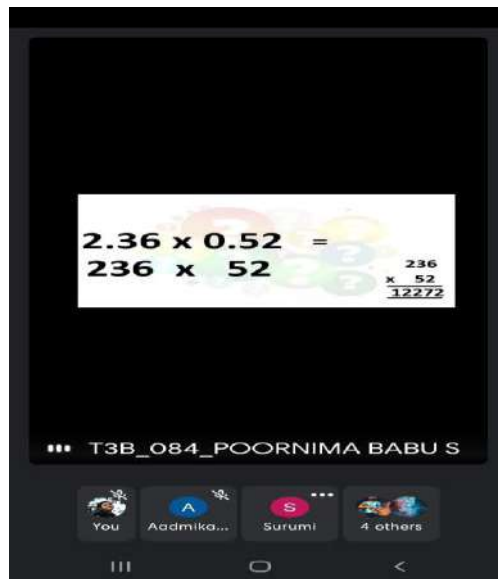 2.36 x 0.52 =
236 x 52
236
x 52
12272
T3B_084_POORNIMA BABU S
A
S
You
Aadmika...
Surumi
4 others